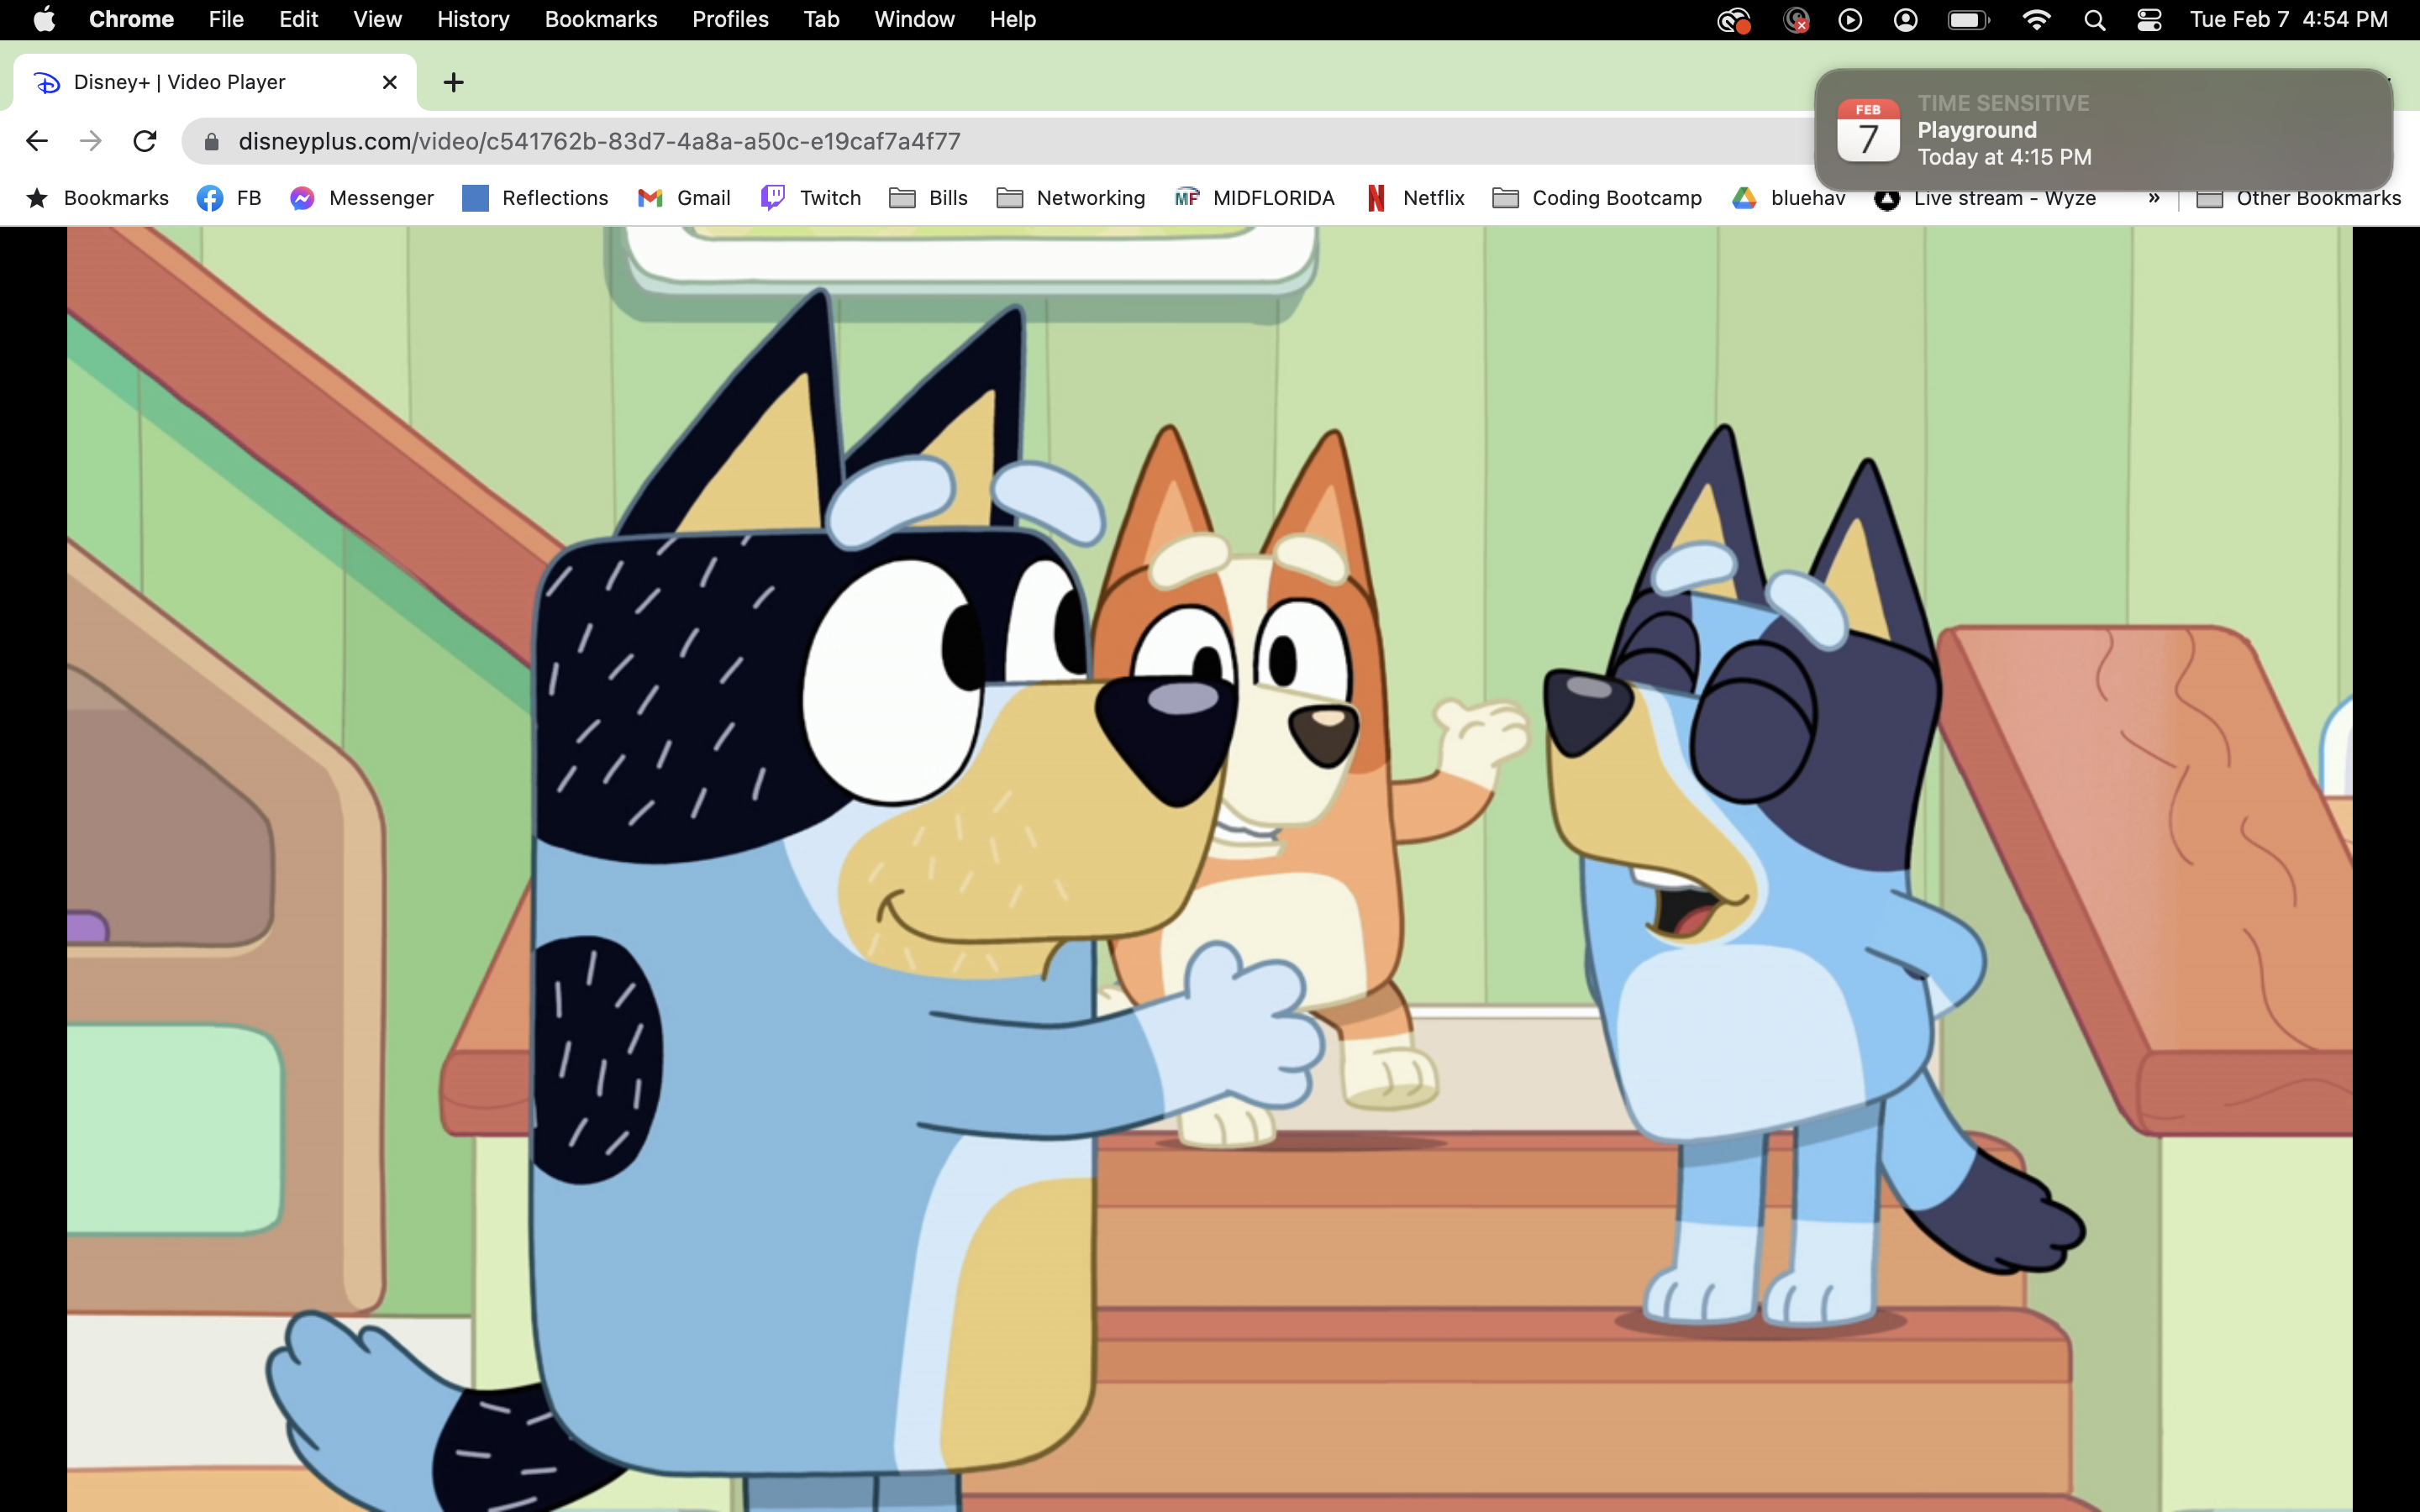 Chrome File Edit View History Bookmarks Profiles Tab Window Help Tue Feb 7 4:54 PM
Disney+ | Video Player
disneyplus.com/video/c541762b-83d7-4a8a-a50c-e19caf7a4f77
FEB
7
TIME SENSITIVE
Playground
Today at 4:15 PM
Bookmarks FB Messenger Reflections Gmail Twitch Bills Networking MF MIDFLORIDA Netflix Coding Bootcamp bluehav Live stream - Wyze » Other Bookmarks